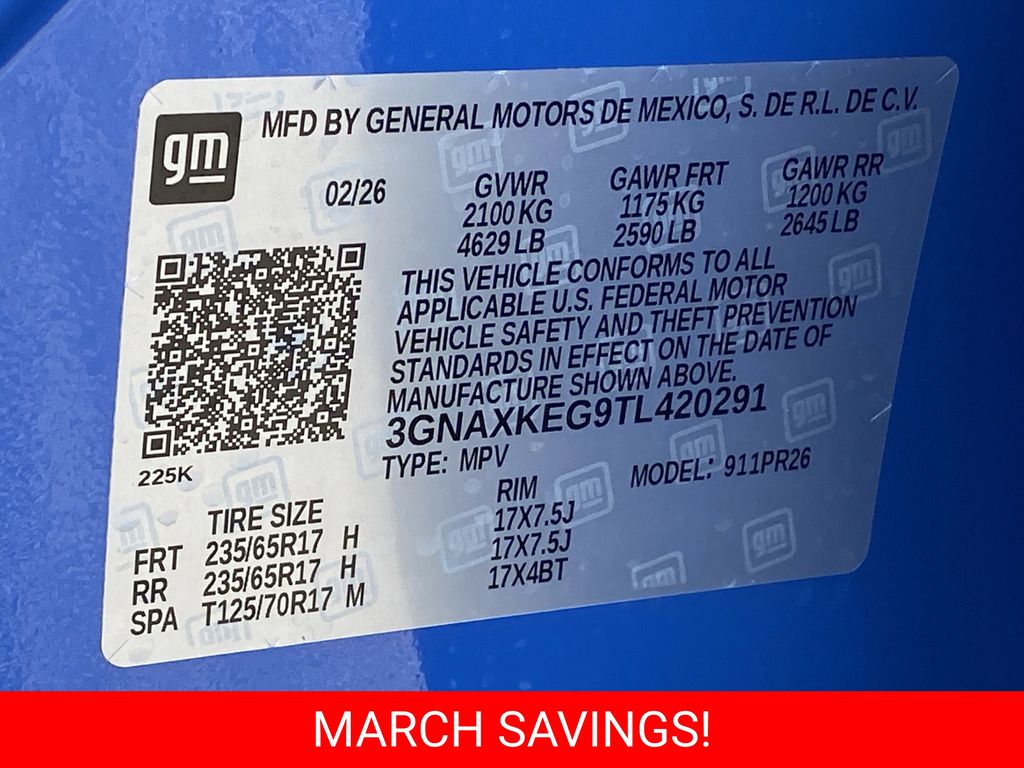 gm
MFD BY GENERAL MOTORS DE MEXICO, S. DE R.L. DE C.V.
02/26 GVWR GAWR FRT GAWR RR
2100 KG 1175 KG 1200 KG
4629 LB 2590 LB 2645 LB
THIS VEHICLE CONFORMS TO ALL
APPLICABLE U.S. FEDERAL MOTOR
VEHICLE SAFETY AND THEFT PREVENTION
STANDARDS IN EFFECT ON THE DATE OF
MANUFACTURE SHOWN ABOVE.
3GNAXKEG9TL420291
225K
TYPE: MPV MODEL: 911PR26
TIRE SIZE RIM
FRT 235/65R17 H 17X7.5J
RR 235/65R17 H 17X7.5J
SPA T125/70R17 M 17X4BT
MARCH SAVINGS!